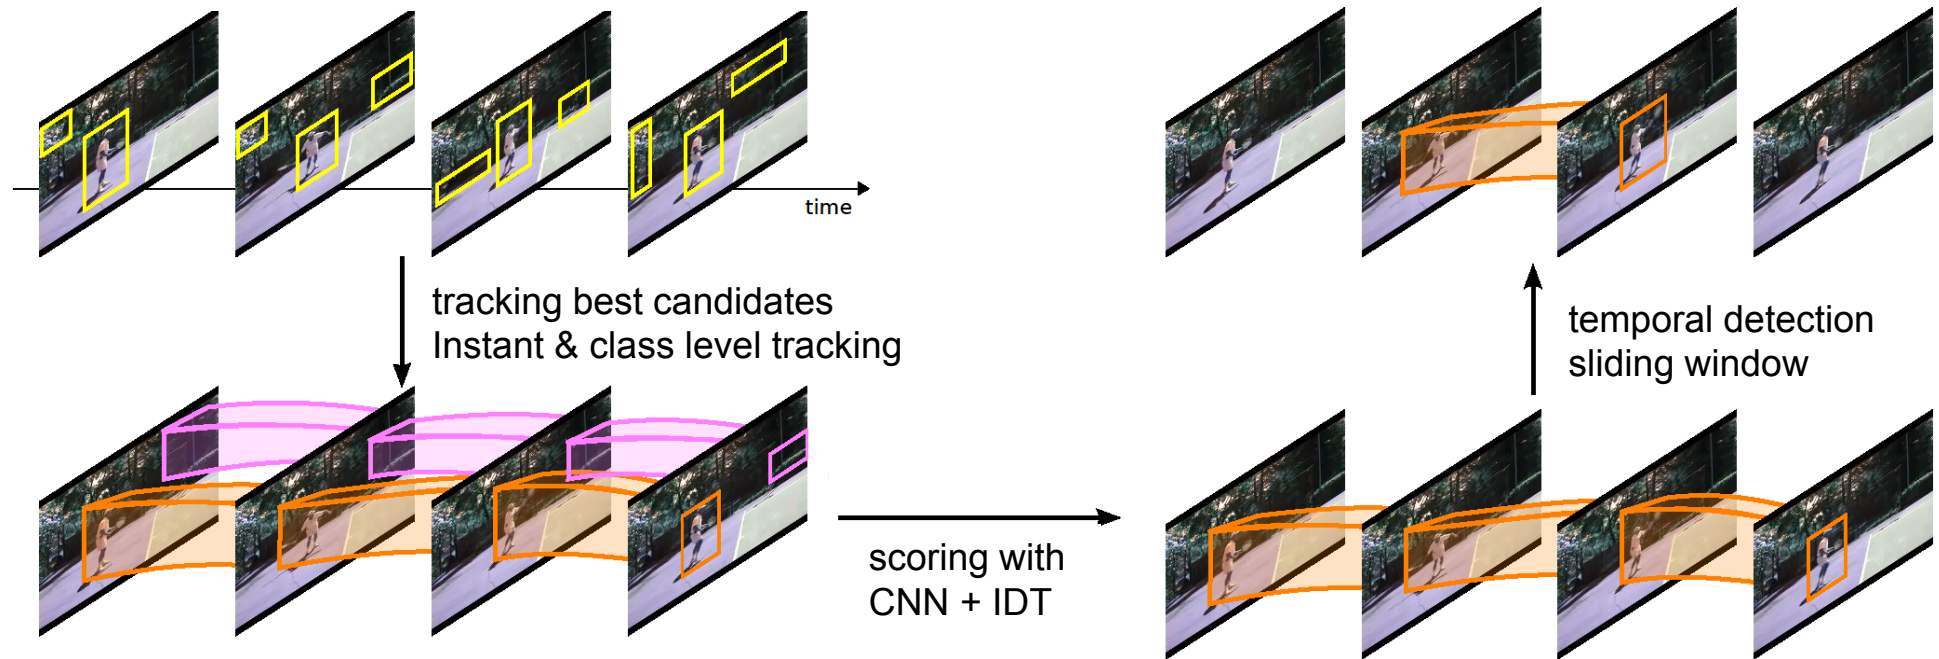 time
tracking best candidates
Instant & class level tracking
scoring with
CNN + IDT
temporal detection
sliding window